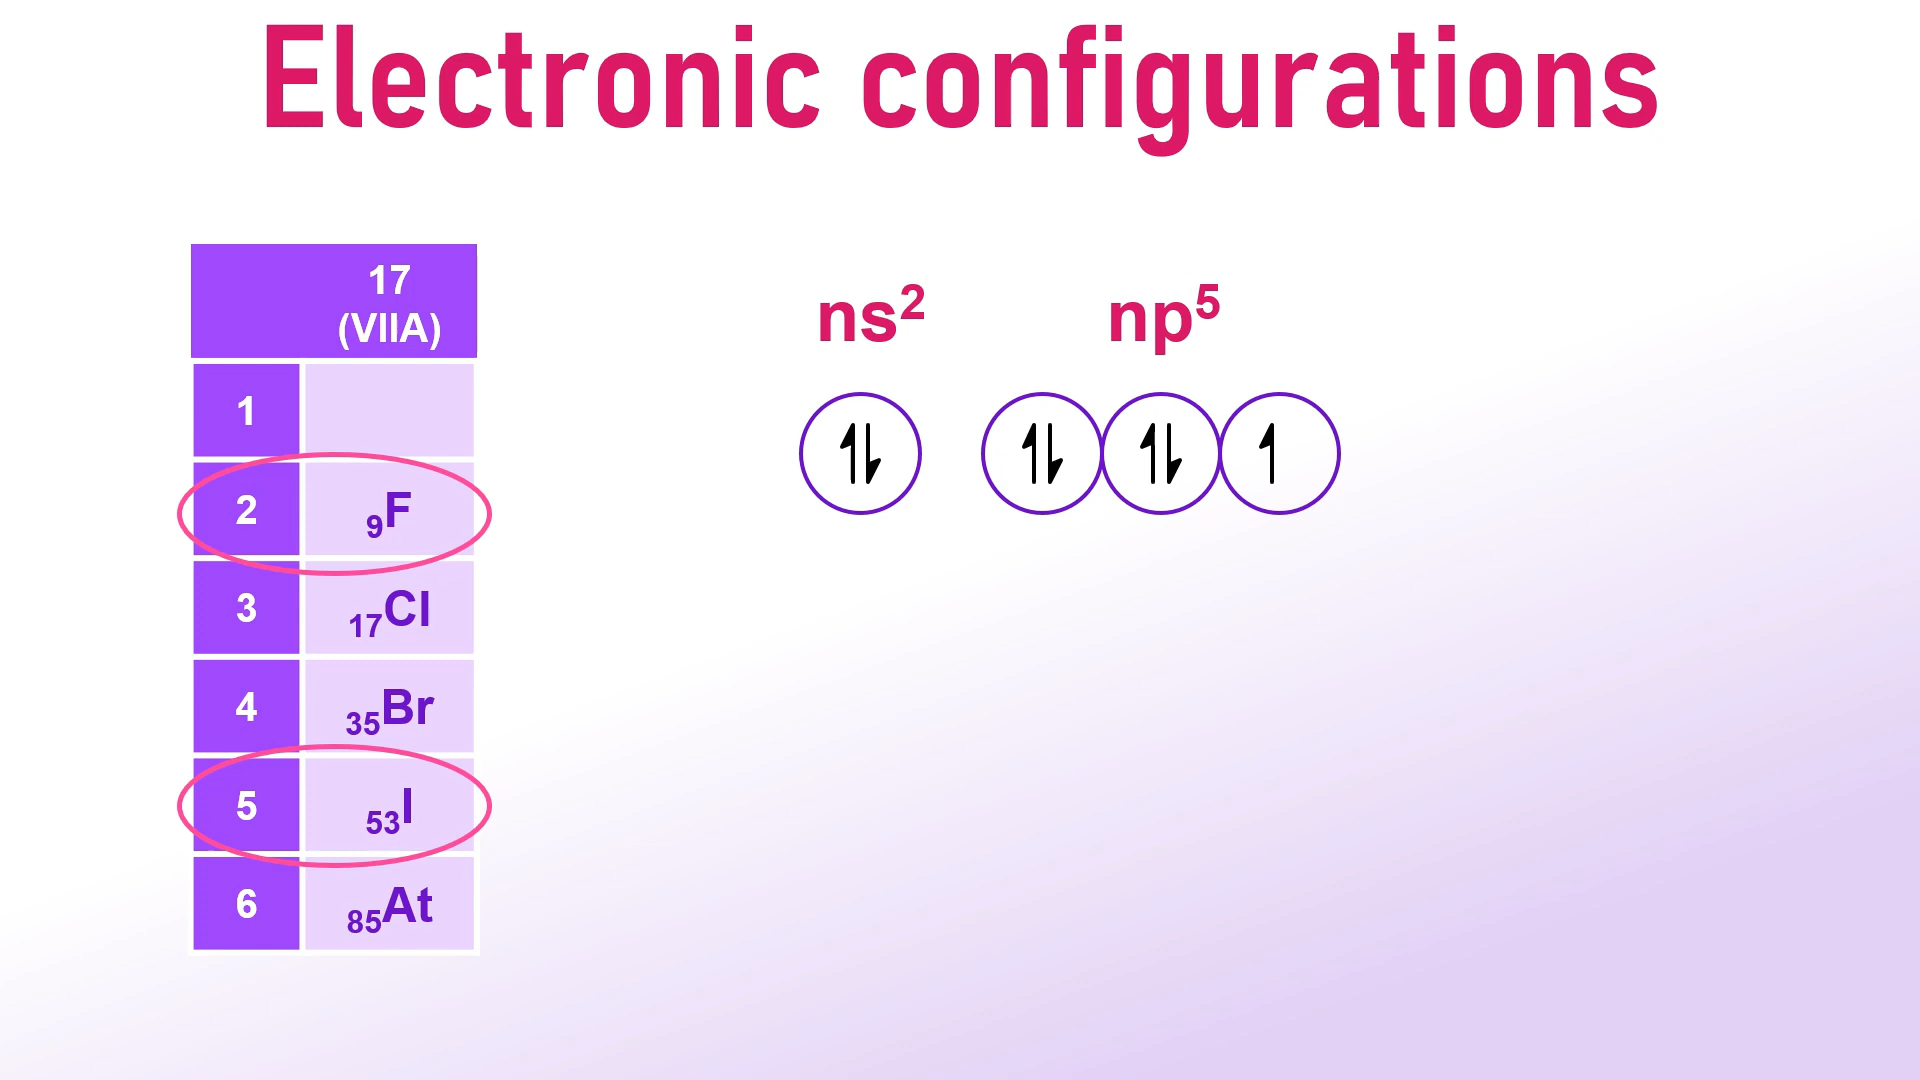 Electronic configurations
17
(VIIA)
ns² np⁵
1
2 ₉F
3 ₁₇Cl
4 ₃₅Br
5 ₅₃I
6 ₈₅At